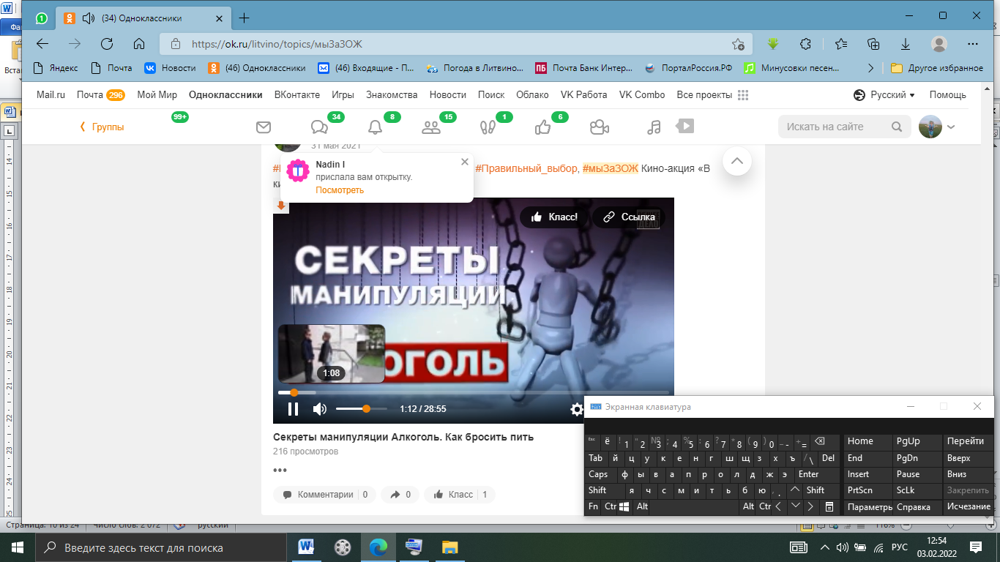 (34) Одноклассники
https://ok.ru/litvino/topics/мыЗаЗОЖ
Яндекс Почта Новости (46) Одноклассники (46) Входящие - П... Погода в Литвино... Почта Банк Интер... ПорталРоссия.РФ Минусовки песен... Другое избранное
Mail.ru Почта 296 Мой Мир Одноклассники ВКонтакте Игры Знакомства Новости Поиск Облако VK Работа VK Combo Все проекты Русский Помощь
Группы 99+ 34 8 15 1 6 Искать на сайте
31 мая 2021
Nadin I
прислала вам открытку.
Посмотреть
#Правильный_выбор, #мыЗаЗОЖ Кино-акция «В
Класс! Ссылка
СЕКРЕТЫ
МАНИПУЛЯЦИИ
ОГОЛЬ
1:08
1:12 / 28:55
Секреты манипуляции Алкоголь. Как бросить пить
216 просмотров
Комментарии 0 0 Класс 1
Экранная клавиатура
esc ё ! 1 " 2 № 3 ; 4 % 5 : 6 ? 7 * 8 ( 9 ) 0 _ - + = Home PgUp Перейти
Tab й ц у к е н г ш щ з х ъ / \ Del End PgDn Вверх
Caps ф ы в а п р о л д ж э Enter Insert Pause Вниз
Shift я ч с м и т ь б ю , . Shift PrtScn ScLk Закрепить
Fn Ctr Alt Alt Ctr Параметры Справка Исчезание
Страница: 10 из 24 Число слов: 2 072 русский 116%
Введите здесь текст для поиска
РУС
12:54
03.02.2022